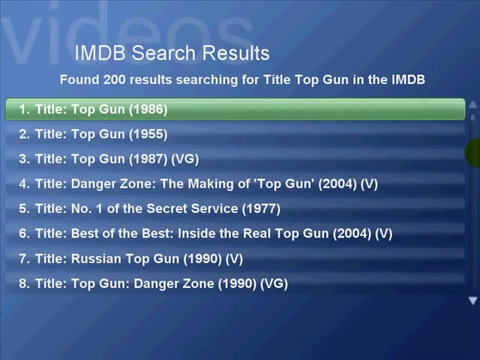 videos
IMDB Search Results
Found 200 results searching for Title Top Gun in the IMDB
1. Title: Top Gun (1986)
2. Title: Top Gun (1955)
3. Title: Top Gun (1987) (VG)
4. Title: Danger Zone: The Making of 'Top Gun' (2004) (V)
5. Title: No. 1 of the Secret Service (1977)
6. Title: Best of the Best: Inside the Real Top Gun (2004) (V)
7. Title: Russian Top Gun (1990) (V)
8. Title: Top Gun: Danger Zone (1990) (VG)